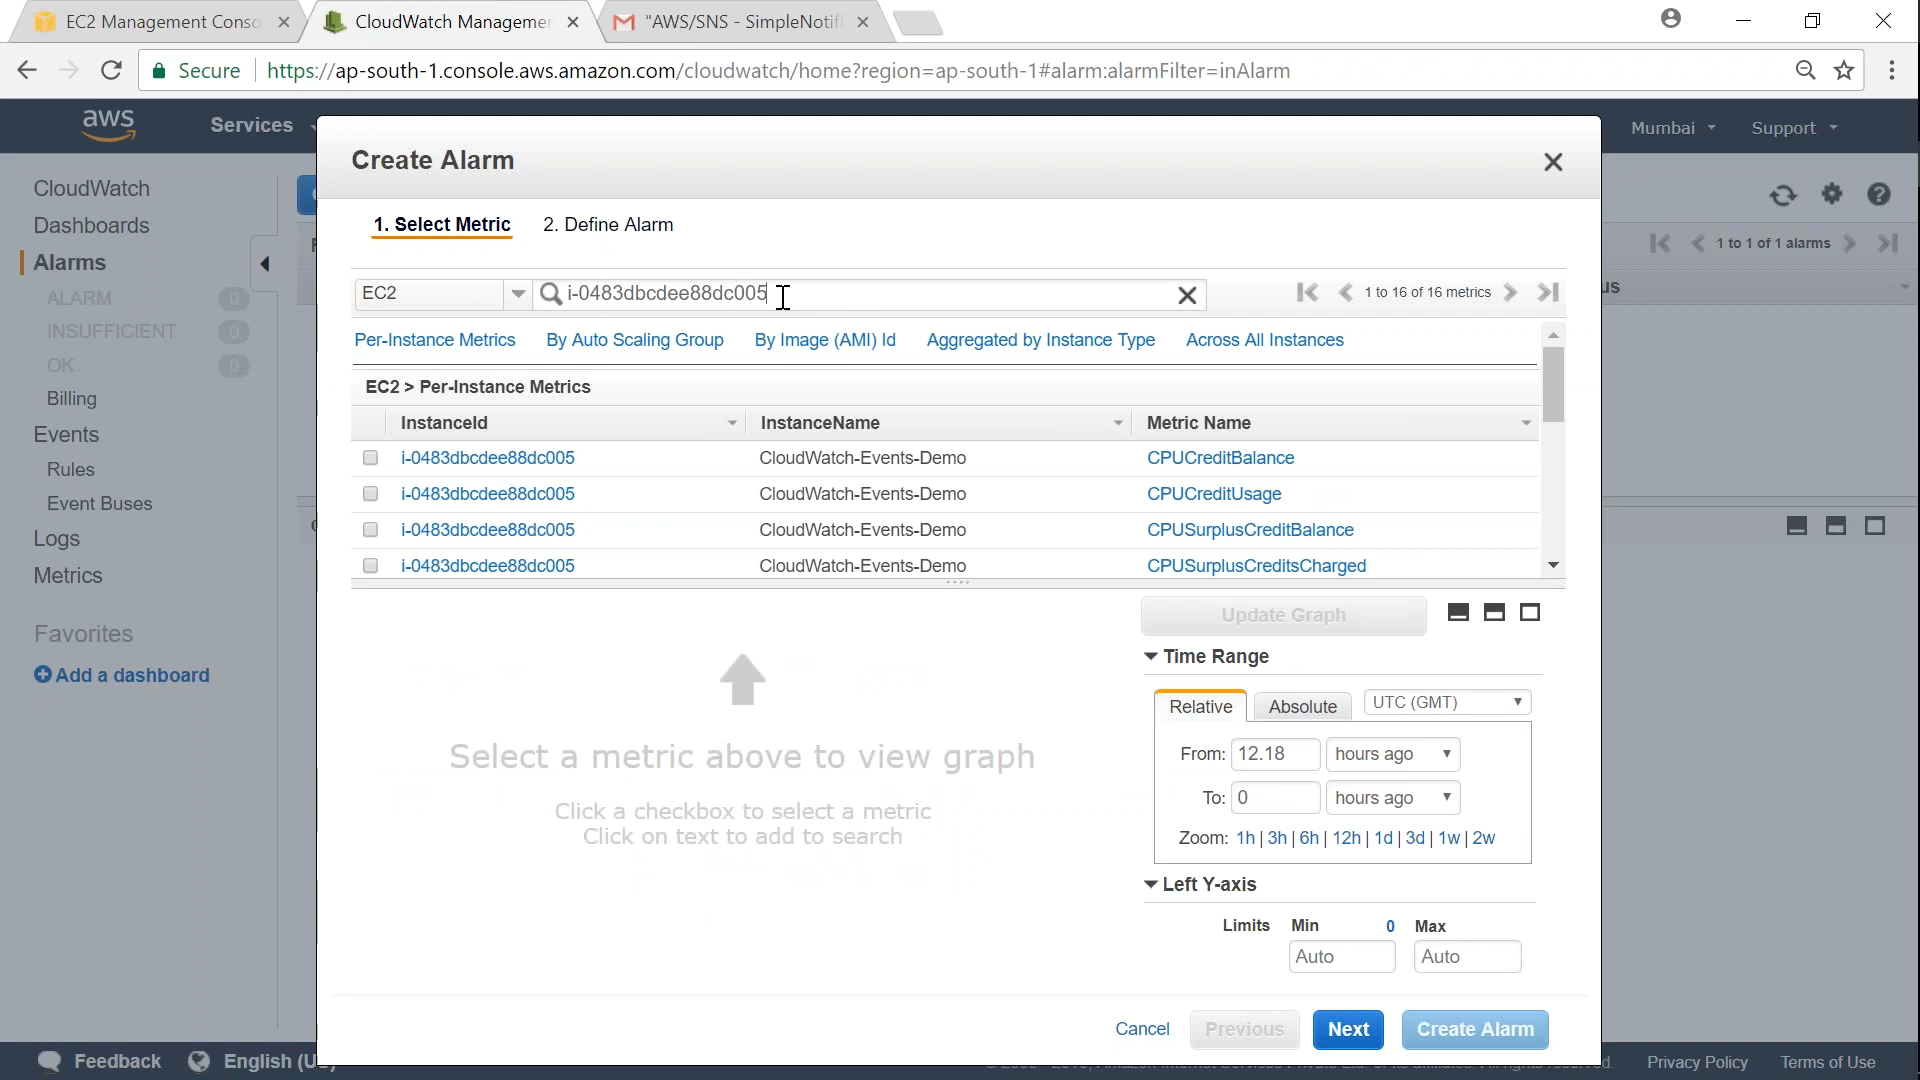 EC2 Management Conso
CloudWatch Managemen
"AWS/SNS - SimpleNotifi
Secure
https://ap-south-1.console.aws.amazon.com/cloudwatch/home?region=ap-south-1#alarm:alarmFilter=inAlarm
aws
Services
Mumbai
Support
Create Alarm
CloudWatch
Dashboards
Alarms
ALARM 0
INSUFFICIENT 0
OK 0
Billing
Events
Rules
Event Buses
Logs
Metrics
Favorites
Add a dashboard
1 to 1 of 1 alarms
1. Select Metric
2. Define Alarm
EC2
i-0483dbcdee88dc005
1 to 16 of 16 metrics
Per-Instance Metrics
By Auto Scaling Group
By Image (AMI) Id
Aggregated by Instance Type
Across All Instances
EC2 > Per-Instance Metrics
InstanceId InstanceName Metric Name
i-0483dbcdee88dc005 CloudWatch-Events-Demo CPUCreditBalance
i-0483dbcdee88dc005 CloudWatch-Events-Demo CPUCreditUsage
i-0483dbcdee88dc005 CloudWatch-Events-Demo CPUSurplusCreditBalance
i-0483dbcdee88dc005 CloudWatch-Events-Demo CPUSurplusCreditsCharged
Update Graph
Select a metric above to view graph
Click a checkbox to select a metric
Click on text to add to search
Time Range
Relative
Absolute
UTC (GMT)
From: 12.18 hours ago
To: 0 hours ago
Zoom: 1h | 3h | 6h | 12h | 1d | 3d | 1w | 2w
Left Y-axis
Limits Min 0 Max
Auto Auto
Cancel
Previous
Next
Create Alarm
Feedback
English (U
Privacy Policy
Terms of Use